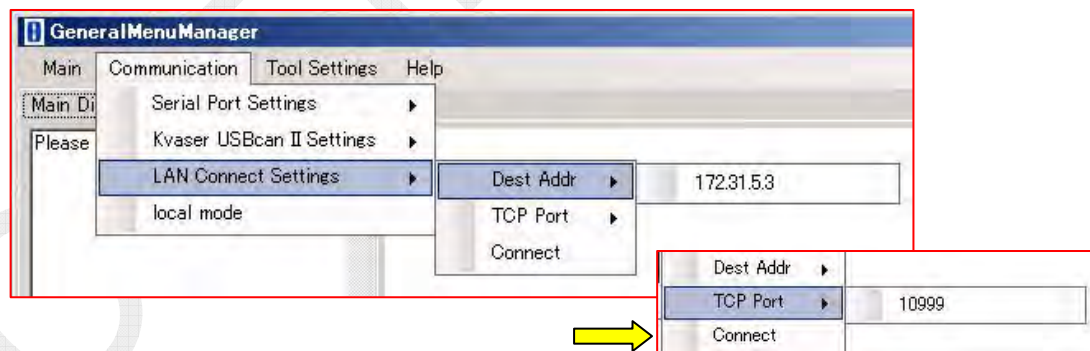 GeneralMenuManager
Main Communication Tool Settings Help
Main Di
Serial Port Settings
Please
Kvaser USBcan II Settings
LAN Connect Settings
Dest Addr
172.31.5.3
local mode
TCP Port
Connect
Dest Addr
TCP Port
10999
Connect